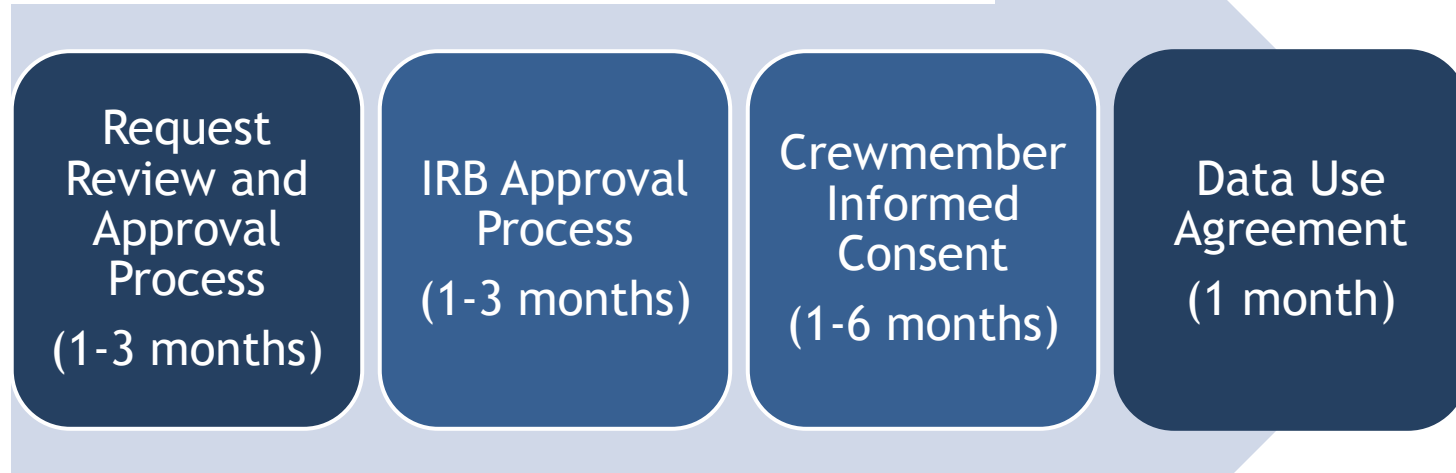 Request
Review and
Approval
Process
(1-3 months)
IRB Approval
Process
(1-3 months)
Crewmember
Informed
Consent
(1-6 months)
Data Use
Agreement
(1 month)